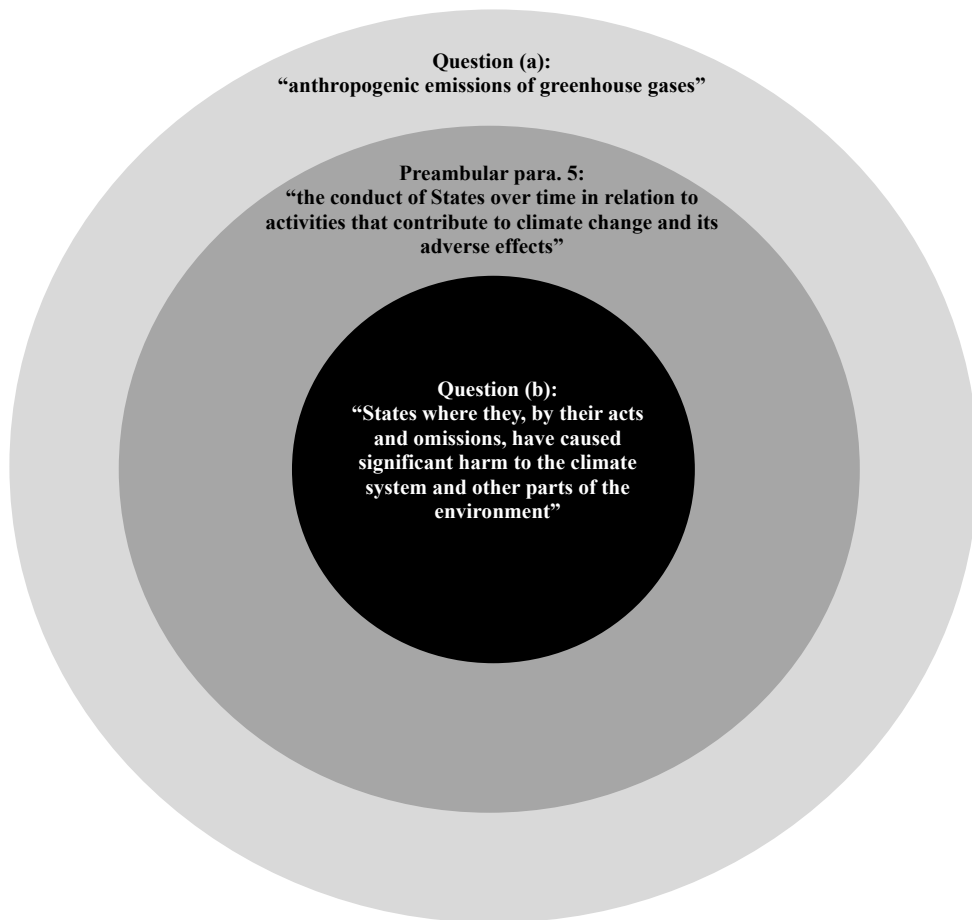 Question (a):
“anthropogenic emissions of greenhouse gases”
Preambular para. 5:
“the conduct of States over time in relation to
activities that contribute to climate change and its
adverse effects”
Question (b):
“States where they, by their acts
and omissions, have caused
significant harm to the climate
system and other parts of the
environment”